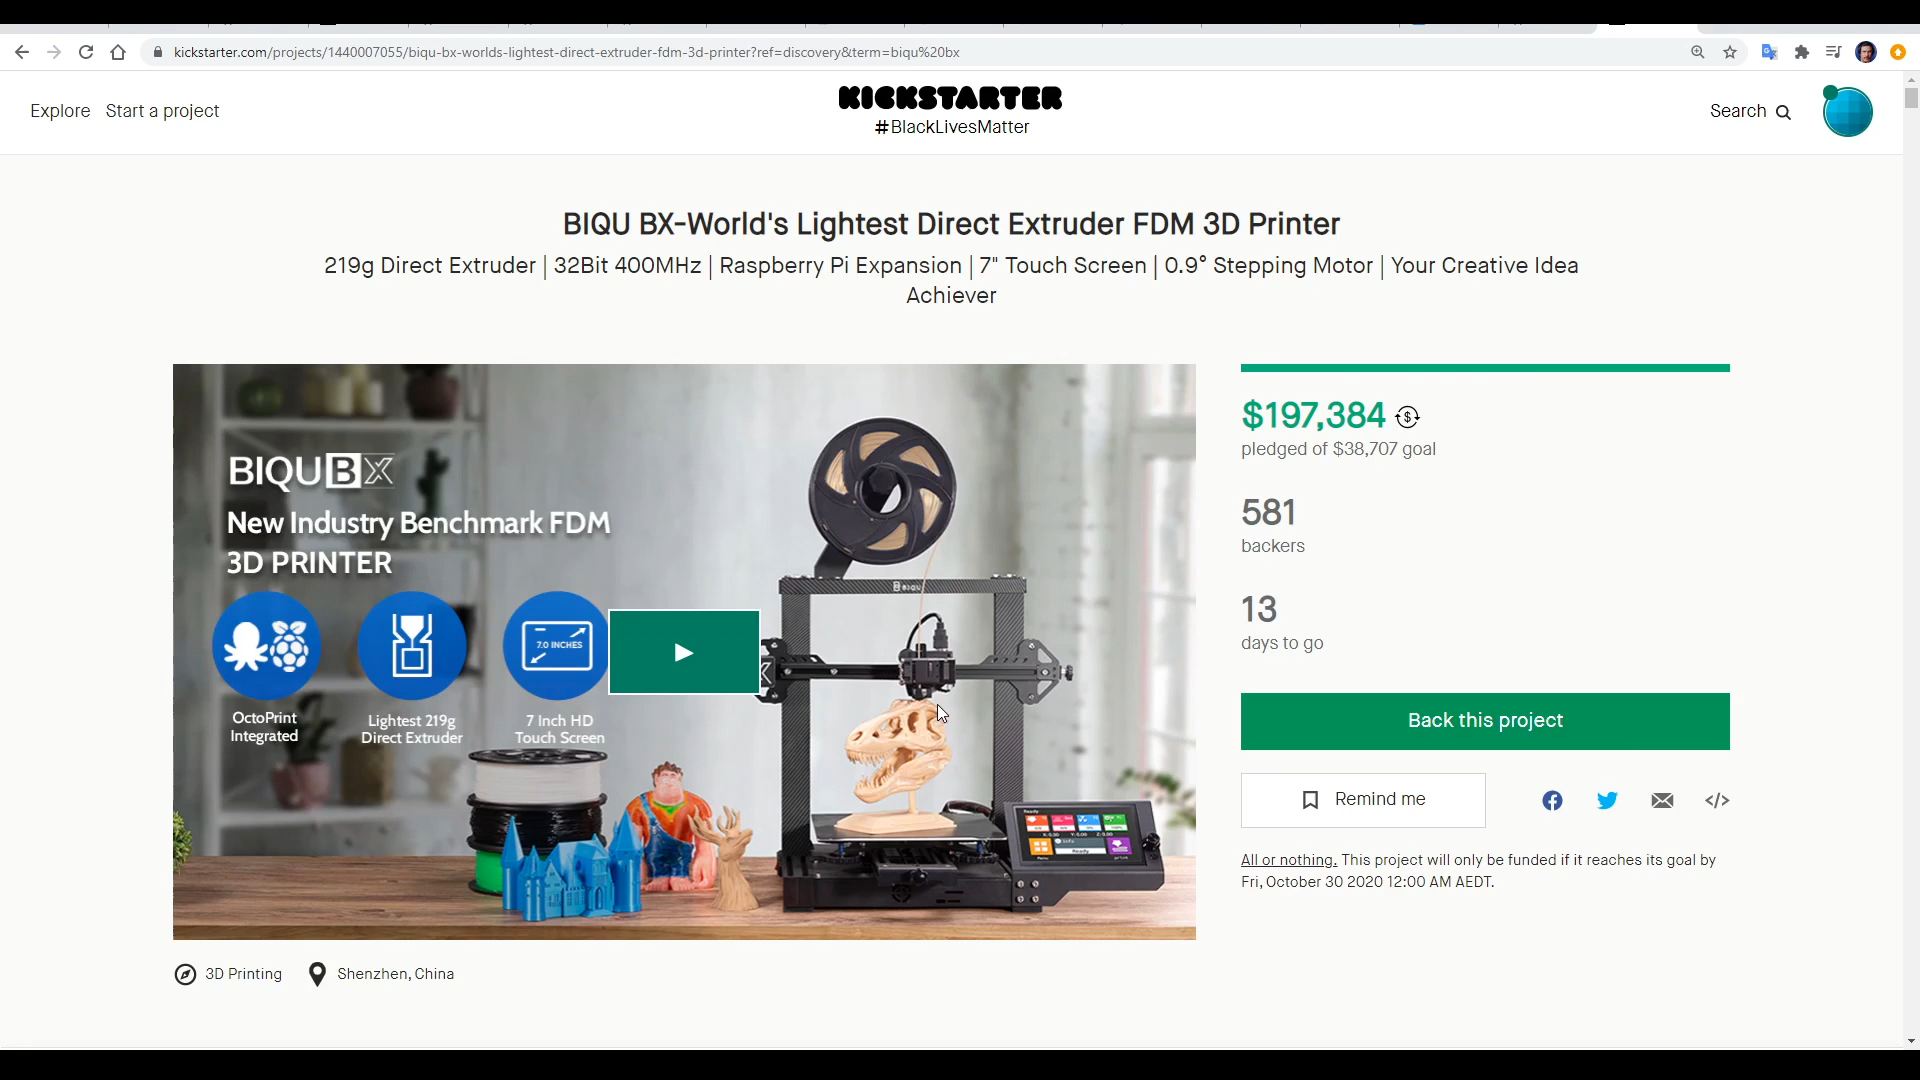 kickstarter.com/projects/1440007055/biqu-bx-worlds-lightest-direct-extruder-fdm-3d-printer?ref=discovery&term=biqu%20bx
Explore Start a project
KICKSTARTER
#BlackLivesMatter
Search
BIQU BX-World's Lightest Direct Extruder FDM 3D Printer
219g Direct Extruder | 32Bit 400MHz | Raspberry Pi Expansion | 7" Touch Screen | 0.9° Stepping Motor | Your Creative Idea
Achiever
BIQU BX
New Industry Benchmark FDM
3D PRINTER
7.0 INCHES
OctoPrint
Integrated
Lightest 219g
Direct Extruder
7 Inch HD
Touch Screen
BIQU
Ready
$197,384
pledged of $38,707 goal
581
backers
13
days to go
Back this project
Remind me
All or nothing. This project will only be funded if it reaches its goal by
Fri, October 30 2020 12:00 AM AEDT.
3D Printing
Shenzhen, China